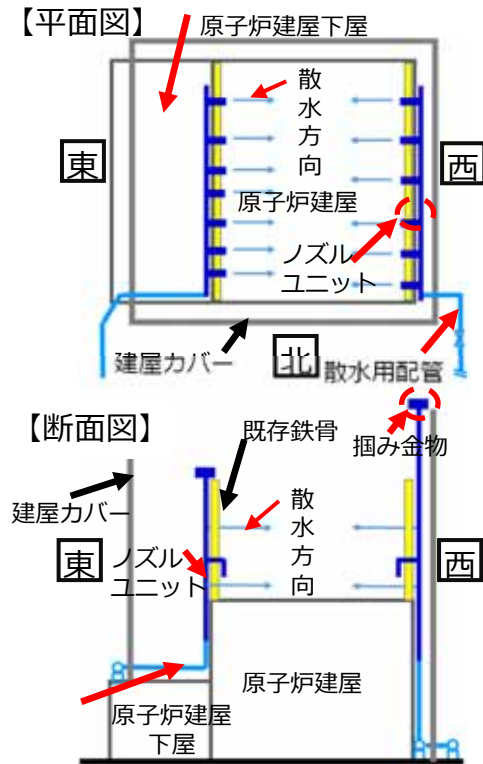 【平面図】
原子炉建屋下屋
散
水
方
向
東
西
原子炉建屋
ノズル
ユニット
建屋カバー
北
散水用配管
【断面図】
既存鉄骨
掴み金物
建屋カバー
散
水
方
向
東
西
ノズル
ユニット
原子炉建屋
原子炉建屋
下屋